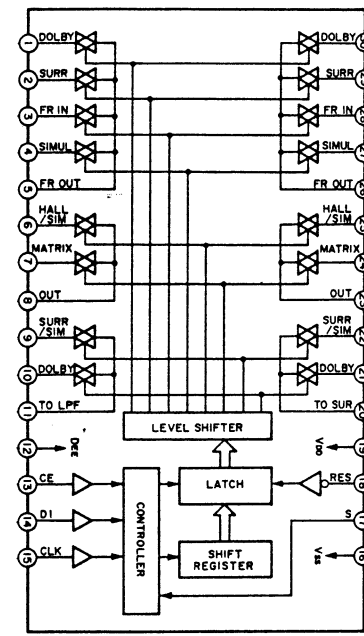 1 DOLBY DOLBY
2 SURR SURR
3 FR IN FR IN
4 SIMUL SIMUL
5 FR OUT FR OUT
6 HALL /SIM HALL /SIM
7 MATRIX MATRIX
8 OUT OUT
9 SURR /SIM SURR /SIM
10 DOLBY DOLBY
11 TO LPF TO SUR
LEVEL SHIFTER
12 VDD
13 CE LATCH RES
14 DI CONTROLLER S
15 CLK SHIFT REGISTER Vss